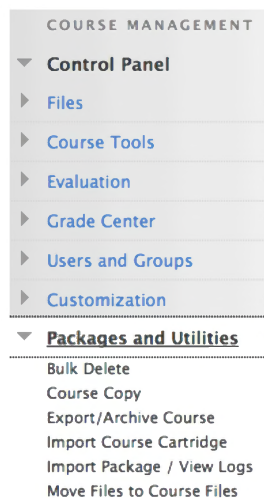 COURSE MANAGEMENT
Control Panel
Files
Course Tools
Evaluation
Grade Center
Users and Groups
Customization
Packages and Utilities
Bulk Delete
Course Copy
Export/Archive Course
Import Course Cartridge
Import Package / View Logs
Move Files to Course Files